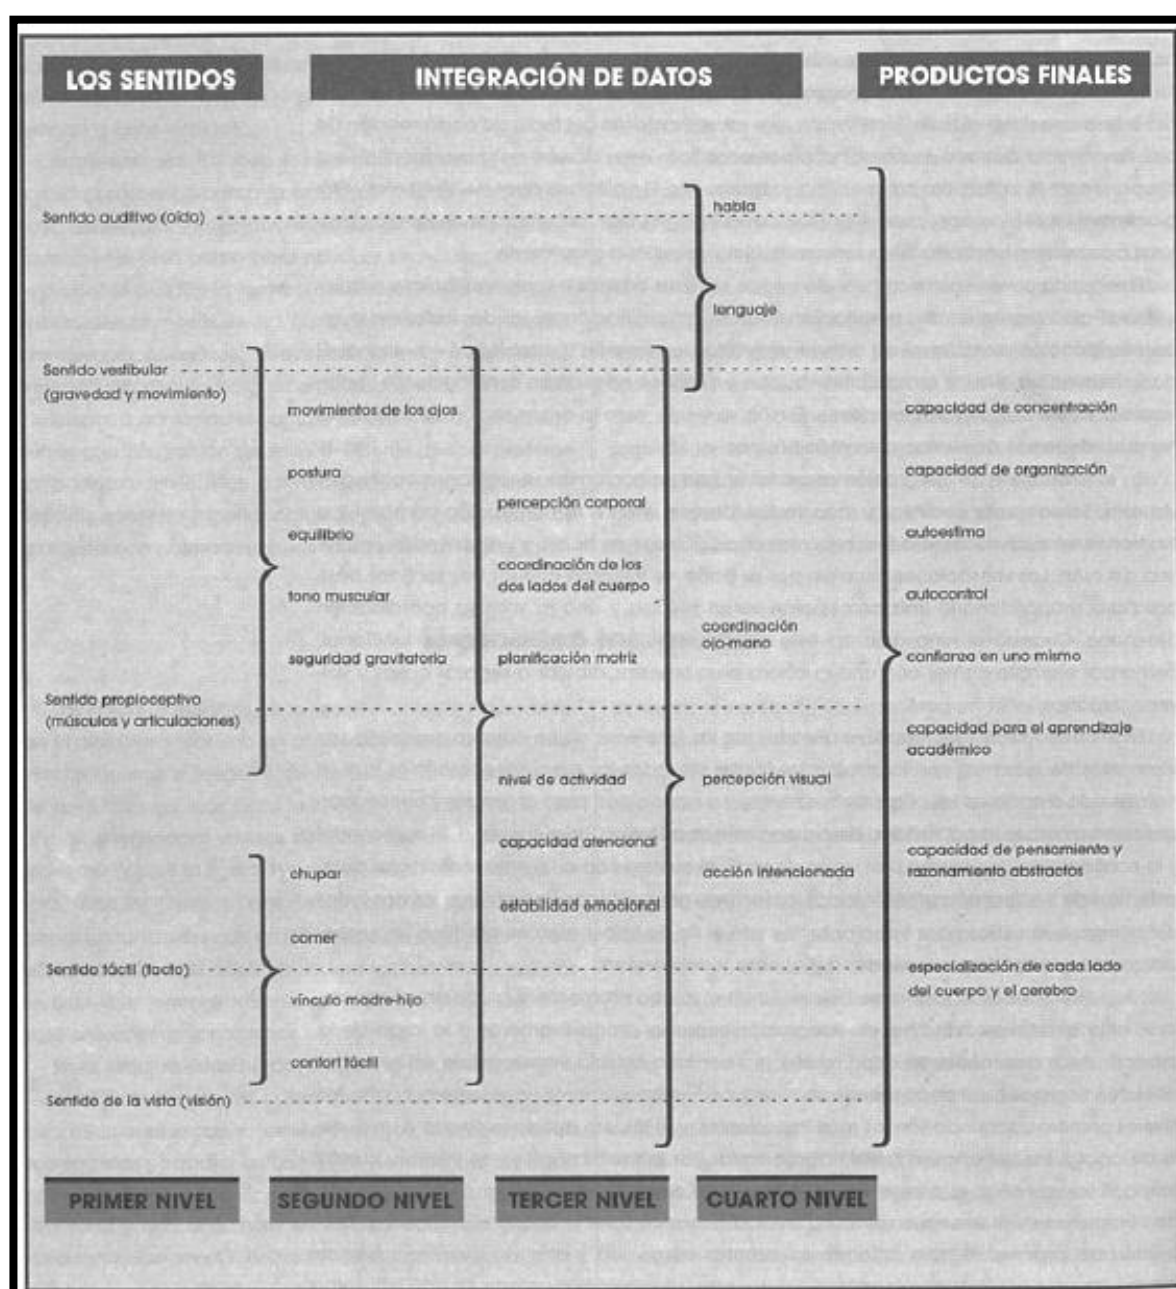 LOS SENTIDOS
INTEGRACIÓN DE DATOS
PRODUCTOS FINALES
Sentido auditivo (oído)
habla
lenguaje
Sentido vestibular
(gravedad y movimiento)
movimientos de los ojos
postura
equilibrio
tono muscular
seguridad gravitatoria
Sentido propioceptivo
(músculos y articulaciones)
chupar
comer
Sentido táctil (tacto)
vínculo madre-hijo
confort táctil
Sentido de la vista (visión)
percepción corporal
coordinación de los
dos lados del cuerpo
planificación motriz
nivel de actividad
capacidad atencional
estabilidad emocional
coordinación
ojo-mano
percepción visual
acción intencionada
capacidad de concentración
capacidad de organización
autoestima
autocontrol
confianza en uno mismo
capacidad para el aprendizaje
académico
capacidad de pensamiento y
razonamiento abstractos
especialización de cada lado
del cuerpo y el cerebro
PRIMER NIVEL
SEGUNDO NIVEL
TERCER NIVEL
CUARTO NIVEL